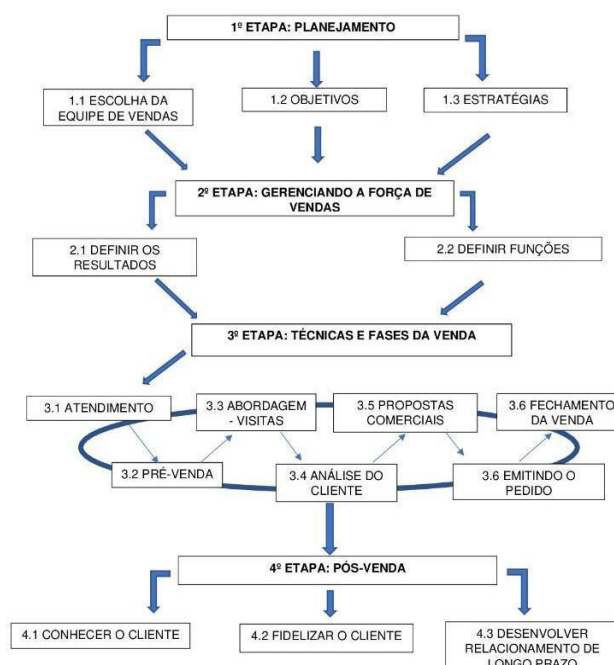 1º ETAPA: PLANEJAMENTO
1.1 ESCOLHA DA
EQUIPE DE VENDAS
1.2 OBJETIVOS
1.3 ESTRATÉGIAS
2º ETAPA: GERENCIANDO A FORÇA DE
VENDAS
2.1 DEFINIR OS
RESULTADOS
2.2 DEFINIR FUNÇÕES
3º ETAPA: TÉCNICAS E FASES DA VENDA
3.1 ATENDIMENTO
3.2 PRÉ-VENDA
3.3 ABORDAGEM
- VISITAS
3.4 ANÁLISE DO
CLIENTE
3.5 PROPOSTAS
COMERCIAIS
3.6 EMITINDO O
PEDIDO
3.6 FECHAMENTO
DA VENDA
4º ETAPA: PÓS-VENDA
4.1 CONHECER O CLIENTE
4.2 FIDELIZAR O CLIENTE
4.3 DESENVOLVER
RELACIONAMENTO DE
LONGO PRAZO